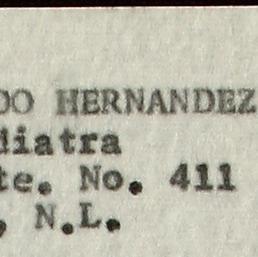 DO HERNANDEZ
diatra
te. No. 411
, N.L.